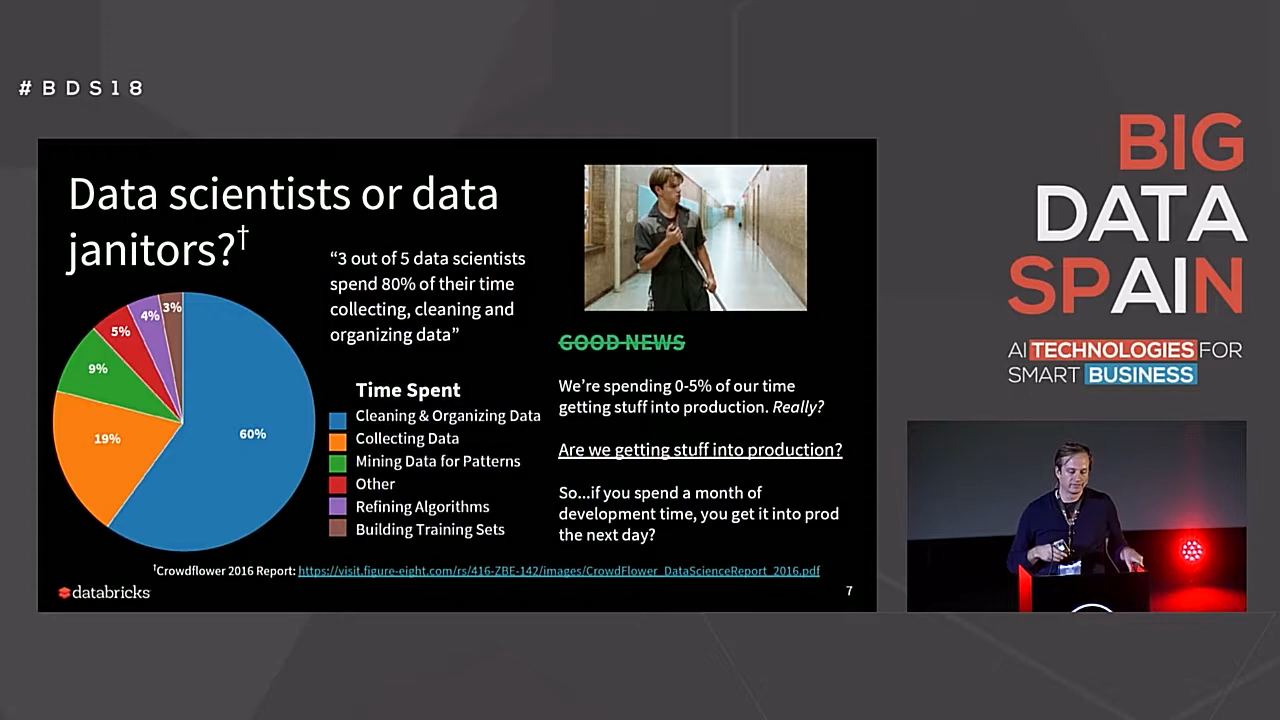 #BDS18
Data scientists or data
janitors?†
“3 out of 5 data scientists
spend 80% of their time
collecting, cleaning and
organizing data”
60%
19%
9%
5%
4%
3%
Time Spent
Cleaning & Organizing Data
Collecting Data
Mining Data for Patterns
Other
Refining Algorithms
Building Training Sets
GOOD NEWS
We’re spending 0-5% of our time
getting stuff into production. Really?
Are we getting stuff into production?
So...if you spend a month of
development time, you get it into prod
the next day?
†Crowdflower 2016 Report: https://visit.figure-eight.com/rs/416-ZBE-142/images/CrowdFlower_DataScienceReport_2016.pdf
databricks
7
BIG
DATA
SPAIN
AI TECHNOLOGIES FOR
SMART BUSINESS